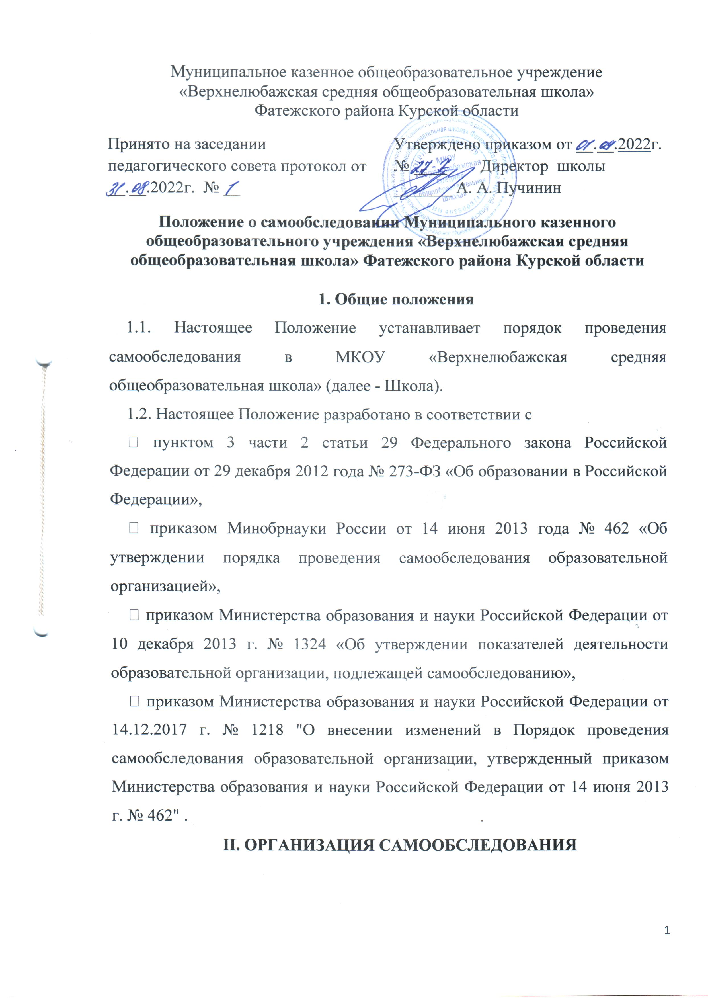 Муниципальное казенное общеобразовательное учреждение
«Верхнелюбажская средняя общеобразовательная школа»
Фатежского района Курской области
Принято на заседании
педагогического совета протокол от
31.08.2022г. № 1
Утверждено приказом от 01.09.2022г.
№ 27-7 Директор школы
А. А. Пучинин
МКОУ
«Верхнелюбажская
средняя
общеобразовательная
школа»
Положение о самообследовании Муниципального казенного
общеобразовательного учреждения «Верхнелюбажская средняя
общеобразовательная школа» Фатежского района Курской области
1. Общие положения
1.1. Настоящее Положение устанавливает порядок проведения
самообследования в МКОУ «Верхнелюбажская средняя
общеобразовательная школа» (далее - Школа).
1.2. Настоящее Положение разработано в соответствии с
пунктом 3 части 2 статьи 29 Федерального закона Российской
Федерации от 29 декабря 2012 года № 273-ФЗ «Об образовании в Российской
Федерации»,
приказом Минобрнауки России от 14 июня 2013 года № 462 «Об
утверждении порядка проведения самообследования образовательной
организацией»,
приказом Министерства образования и науки Российской Федерации от
10 декабря 2013 г. № 1324 «Об утверждении показателей деятельности
образовательной организации, подлежащей самообследованию»,
приказом Министерства образования и науки Российской Федерации от
14.12.2017 г. № 1218 "О внесении изменений в Порядок проведения
самообследования образовательной организации, утвержденный приказом
Министерства образования и науки Российской Федерации от 14 июня 2013
г. № 462" .
II. ОРГАНИЗАЦИЯ САМООБСЛЕДОВАНИЯ
1